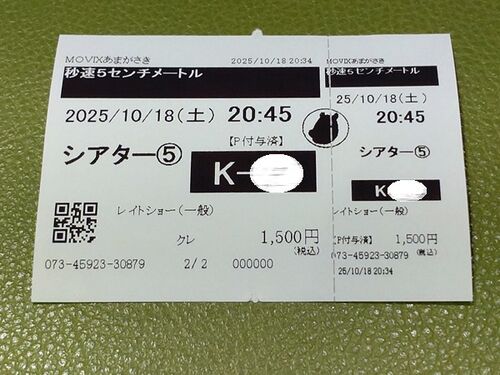 MOVIXあまがさき 2025/10/18 20:34
秒速5センチメートル
2025/10/18(土) 20:45
【P付与済】
シアター⑤
K-
レイトショー(一般)
クレ 1,500円
(税込)
073-45923-30879 2/2 000000
MOVIXあまがさき
秒速5センチメートル
25/10/18(土)
20:45
シアター⑤
K-
レイトショー(一般)
【P付与済】 1,500円
073-45923-30879 (税込)
25/10/18 20:34